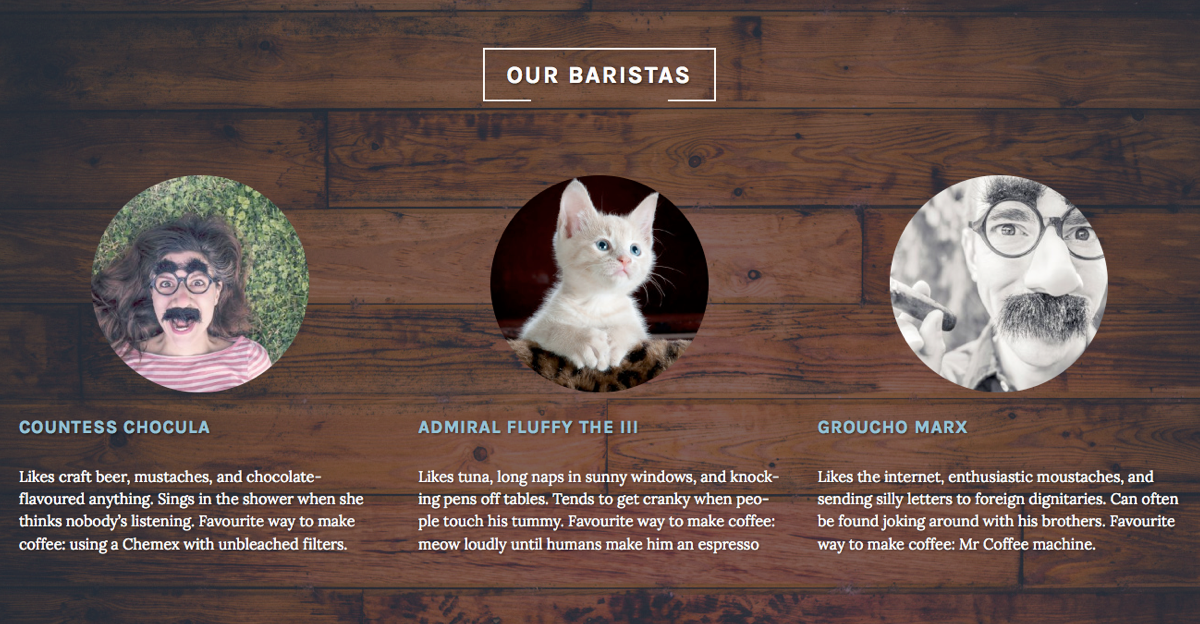 OUR BARISTAS
COUNTESS CHOCULA
Likes craft beer, mustaches, and chocolate-
flavoured anything. Sings in the shower when she
thinks nobody's listening. Favourite way to make
coffee: using a Chemex with unbleached filters.
ADMIRAL FLUFFY THE III
Likes tuna, long naps in sunny windows, and knock-
ing pens off tables. Tends to get cranky when peo-
ple touch his tummy. Favourite way to make coffee:
meow loudly until humans make him an espresso
GROUCHO MARX
Likes the internet, enthusiastic moustaches, and
sending silly letters to foreign dignitaries. Can often
be found joking around with his brothers. Favourite
way to make coffee: Mr Coffee machine.